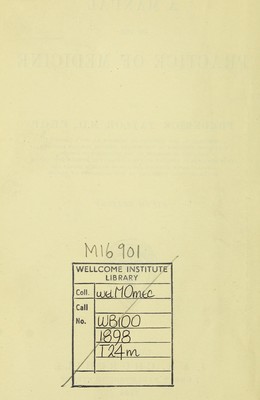 M16901
WELLCOME INSTITUTE
LIBRARY
Coll. welMOmec
Call
No. WB100
1898
T24m